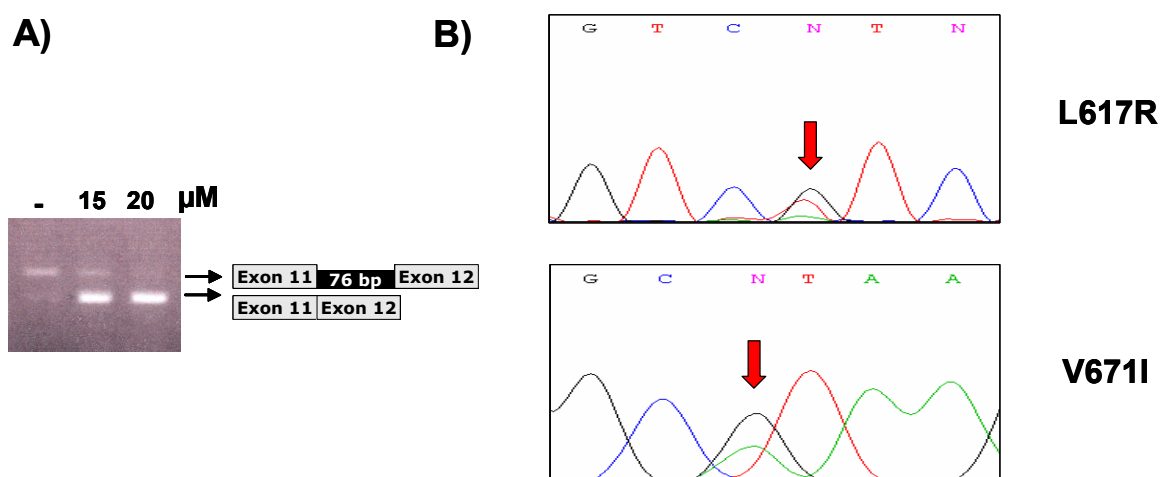 A)
- 15 20 µM
Exon 11 76 bp Exon 12
Exon 11 Exon 12
B)
G T C N T N
L617R
G C N T A A
V671I